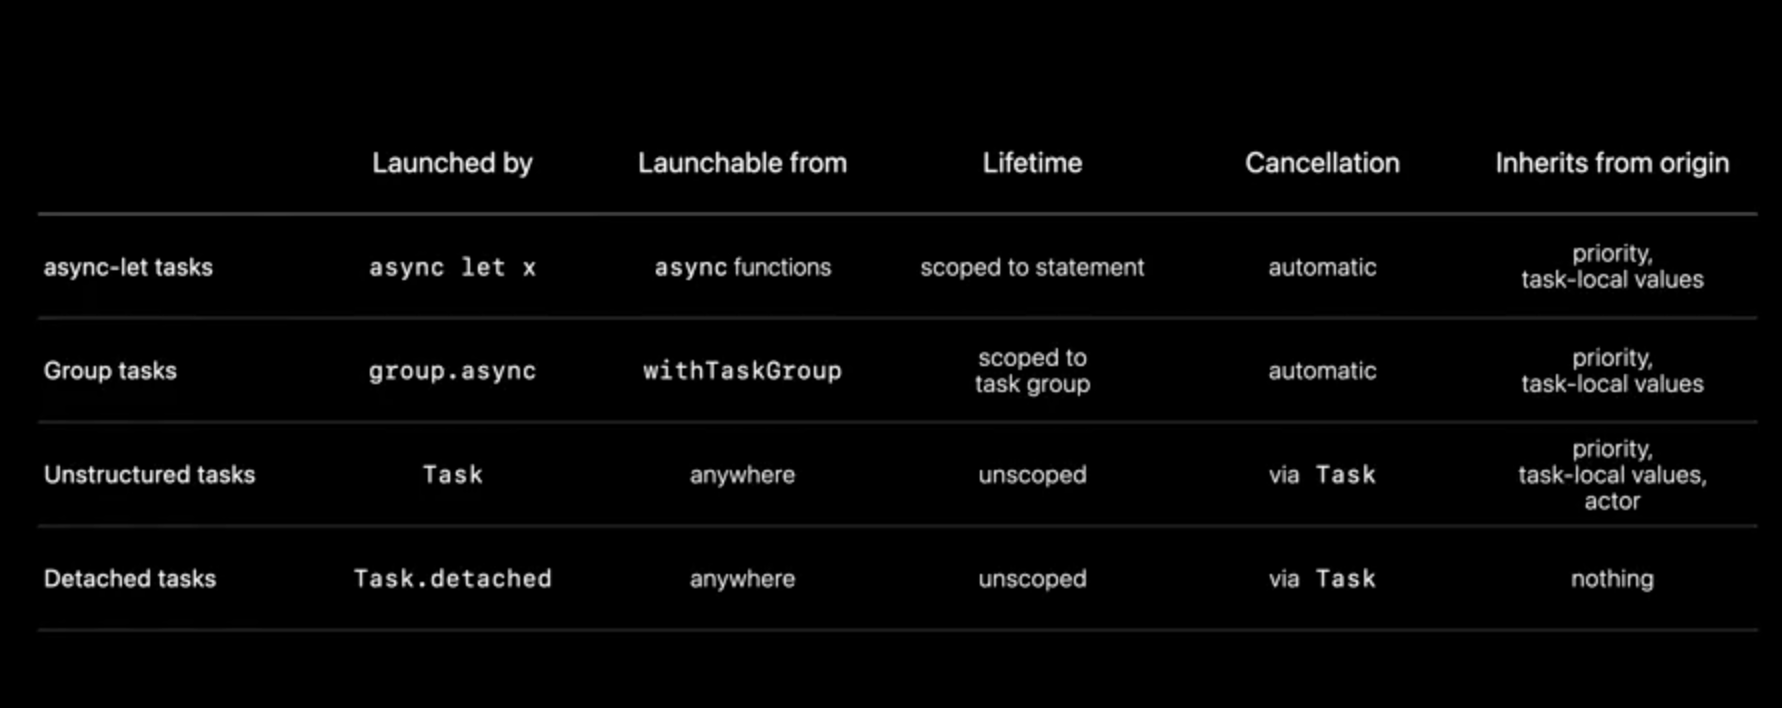 Launched by Launchable from Lifetime Cancellation Inherits from origin
async-let tasks async let x async functions scoped to statement automatic priority,
task-local values
Group tasks group.async withTaskGroup scoped to
task group automatic priority,
task-local values
Unstructured tasks Task anywhere unscoped via Task priority,
task-local values,
actor
Detached tasks Task.detached anywhere unscoped via Task nothing